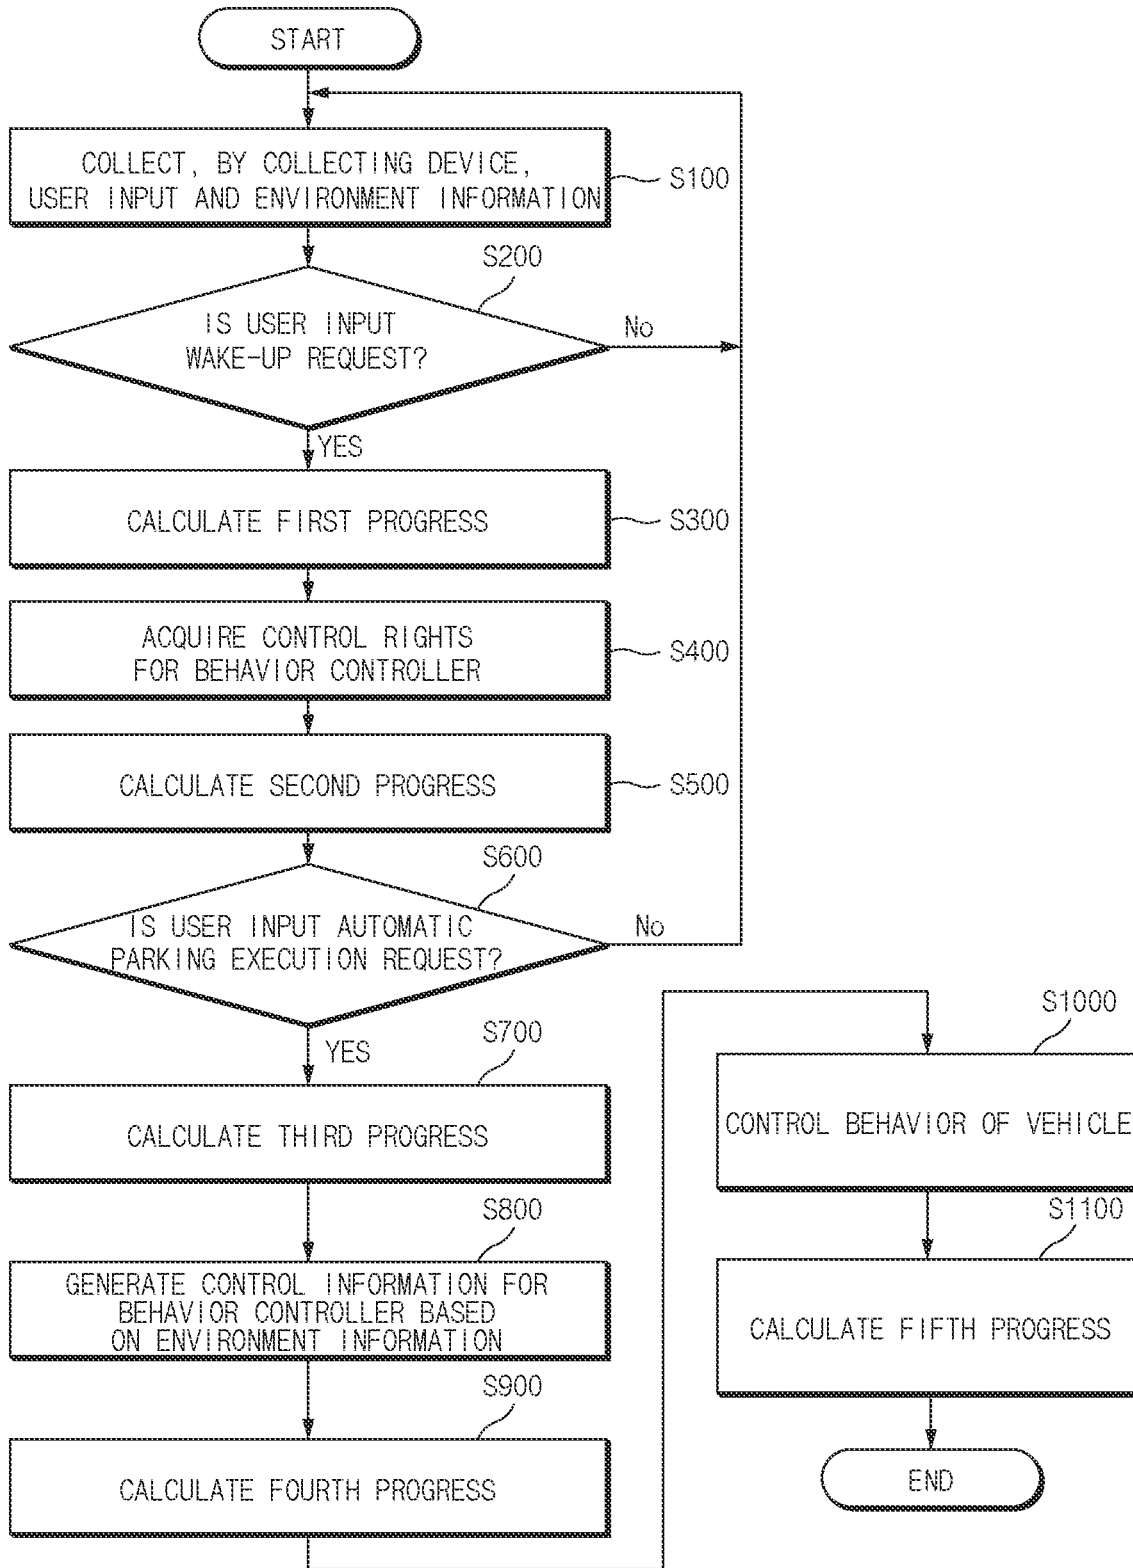 START
COLLECT, BY COLLECTING DEVICE,
USER INPUT AND ENVIRONMENT INFORMATION
S100
S200
IS USER INPUT
WAKE-UP REQUEST?
No
YES
CALCULATE FIRST PROGRESS
S300
ACQUIRE CONTROL RIGHTS
FOR BEHAVIOR CONTROLLER
S400
CALCULATE SECOND PROGRESS
S500
S600
IS USER INPUT AUTOMATIC
PARKING EXECUTION REQUEST?
No
YES
S700
CALCULATE THIRD PROGRESS
S800
GENERATE CONTROL INFORMATION FOR
BEHAVIOR CONTROLLER BASED
ON ENVIRONMENT INFORMATION
S900
CALCULATE FOURTH PROGRESS
S1000
CONTROL BEHAVIOR OF VEHICLE
S1100
CALCULATE FIFTH PROGRESS
END